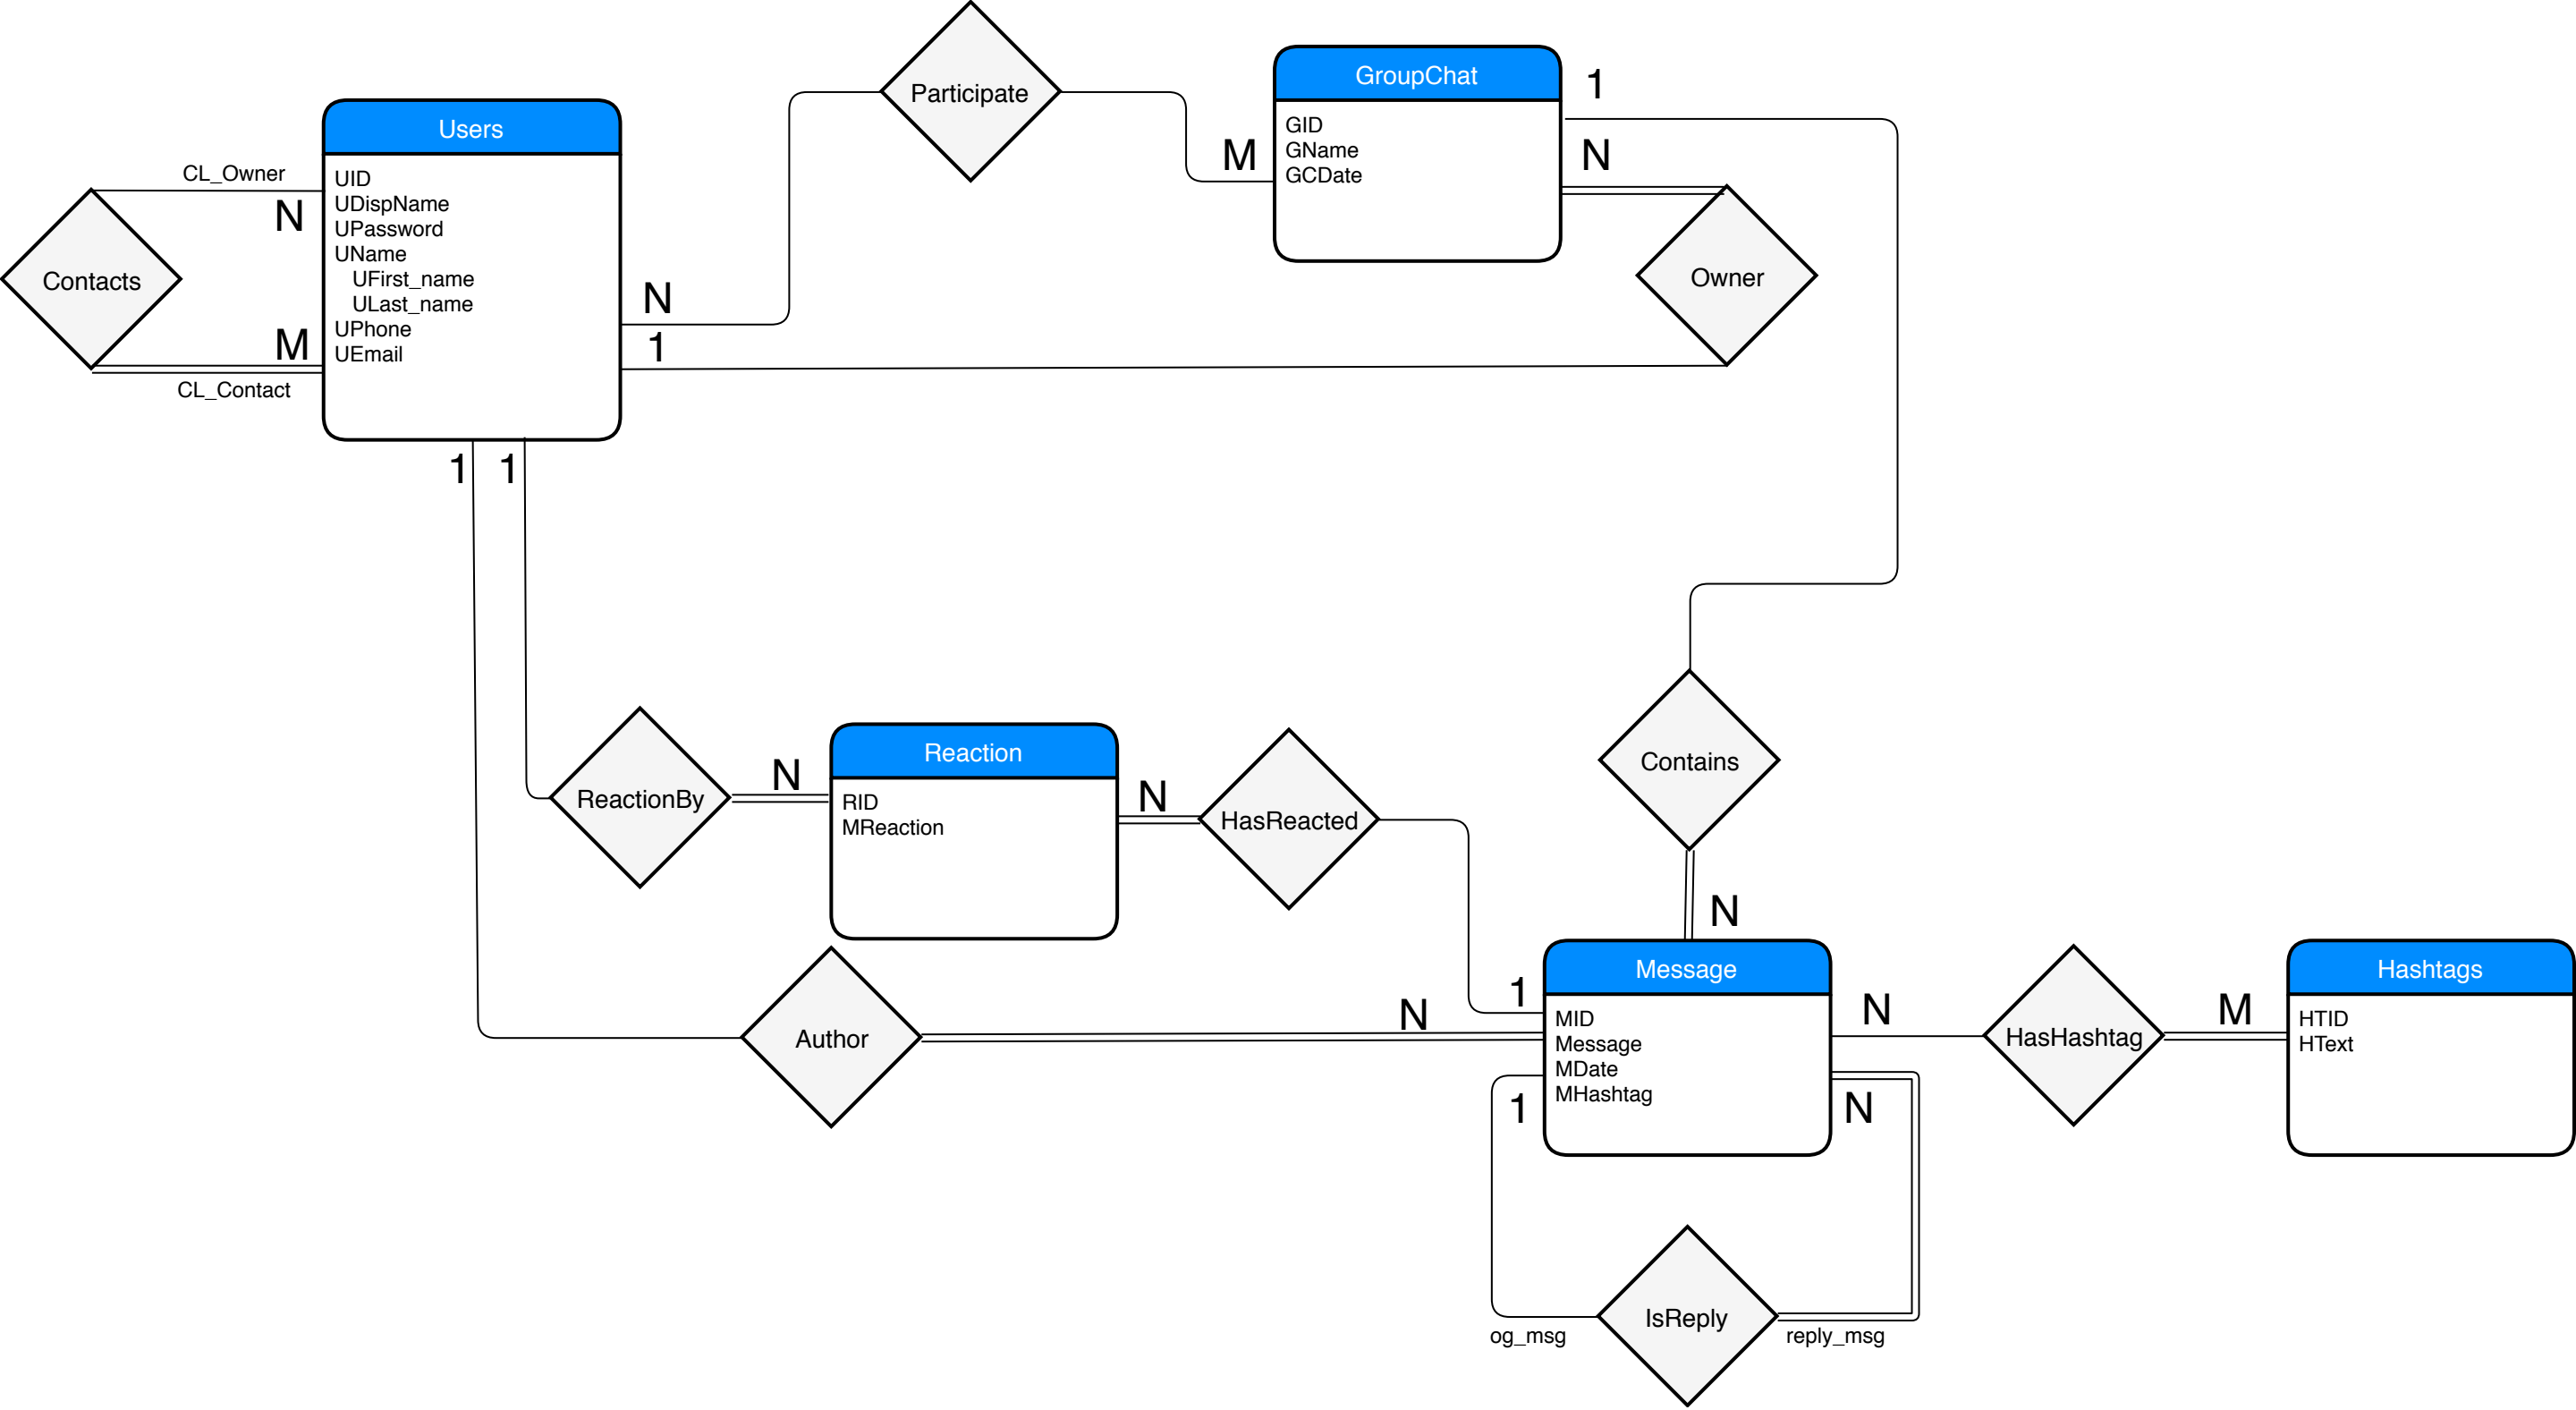 Participate
GroupChat
1
GID
GName
GCDate
M
N
Owner
Users
CL_Owner
N
UID
UDispName
UPassword
UName
UFirst_name
ULast_name
UPhone
UEmail
Contacts
M
CL_Contact
N
1
1
1
ReactionBy
N
Reaction
RID
MReaction
N
HasReacted
Contains
N
Author
N
1
Message
MID
Message
MDate
MHashtag
1
N
N
HasHashtag
M
Hashtags
HTID
HText
IsReply
og_msg
reply_msg